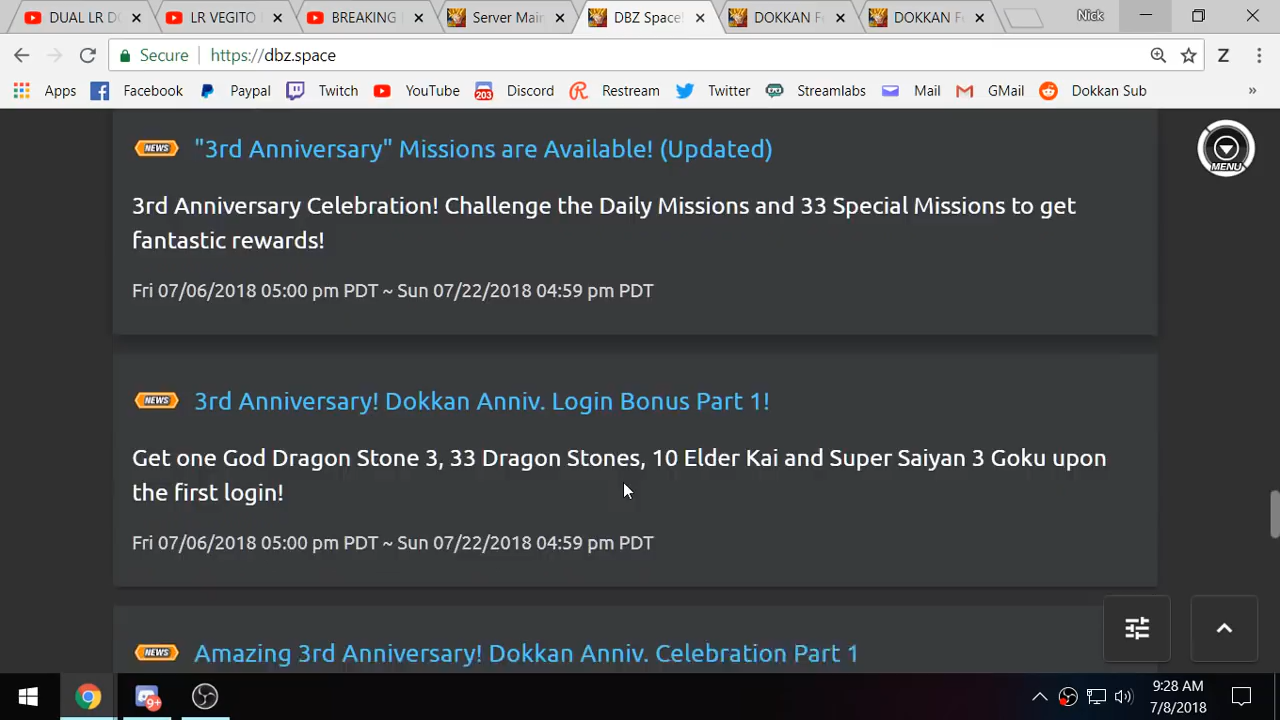 DUAL LR D
LR VEGITO
BREAKING
Server Main
DBZ Space!
DOKKAN F
DOKKAN F
Nick
Secure
https://dbz.space
Z
Apps
Facebook
Paypal
Twitch
YouTube
203
Discord
Restream
Twitter
Streamlabs
Mail
GMail
Dokkan Sub
»
NEWS "3rd Anniversary" Missions are Available! (Updated)
MENU
3rd Anniversary Celebration! Challenge the Daily Missions and 33 Special Missions to get
fantastic rewards!
Fri 07/06/2018 05:00 pm PDT ~ Sun 07/22/2018 04:59 pm PDT
NEWS 3rd Anniversary! Dokkan Anniv. Login Bonus Part 1!
Get one God Dragon Stone 3, 33 Dragon Stones, 10 Elder Kai and Super Saiyan 3 Goku upon
the first login!
Fri 07/06/2018 05:00 pm PDT ~ Sun 07/22/2018 04:59 pm PDT
NEWS Amazing 3rd Anniversary! Dokkan Anniv. Celebration Part 1
9+
9:28 AM
7/8/2018